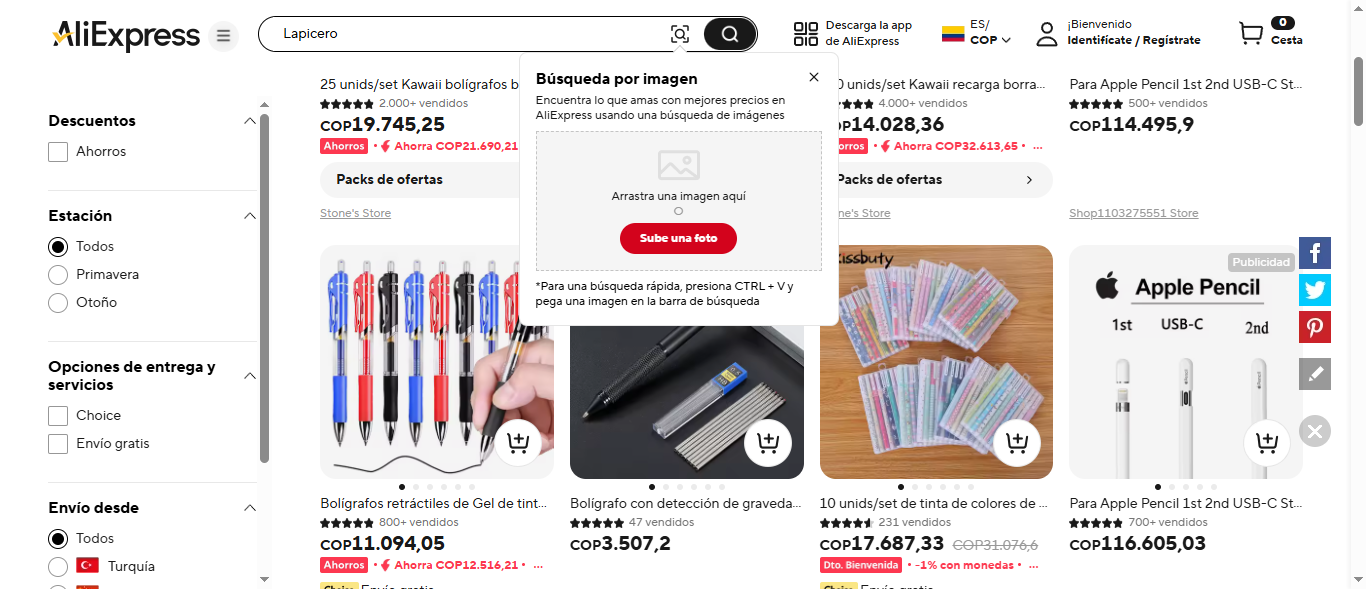 AliExpress
Lapicero
Descarga la app
de AliExpress
ES/
COP
¡Bienvenido
Identifícate / Regístrate
0
Cesta
Descuentos
Ahorros
Estación
Todos
Primavera
Otoño
Opciones de entrega y
servicios
Choice
Envío gratis
Envío desde
Todos
Turquía
Búsqueda por imagen
Encuentra lo que amas con mejores precios en
AliExpress usando una búsqueda de imágenes
Arrastra una imagen aquí
O
Sube una foto
*Para una búsqueda rápida, presiona CTRL + V y
pega una imagen en la barra de búsqueda
25 unids/set Kawaii bolígrafos b
2.000+ vendidos
COP19.745,25
Ahorros
Ahorra COP21.690,21
Packs de ofertas
Stone's Store
0 unids/set Kawaii recarga borra...
4.000+ vendidos
OP14.028,36
orros
Ahorra COP32.613,65 • ...
Packs de ofertas
ne's Store
Para Apple Pencil 1st 2nd USB-C St...
500+ vendidos
COP114.495,9
Shop1103275551 Store
kissbuty
Publicidad
Apple Pencil
1st
USB-C
2nd
Bolígrafos retráctiles de Gel de tint...
800+ vendidos
COP11.094,05
Ahorros
Ahorra COP12.516,21 • ...
Choice
Envío gratis
Bolígrafo con detección de graveda...
47 vendidos
COP3.507,2
10 unids/set de tinta de colores de ...
231 vendidos
COP17.687,33 COP31.076,6
Dto. Bienvenida • -1% con monedas • ...
Choice
Envío gratis
Para Apple Pencil 1st 2nd USB-C St...
700+ vendidos
COP116.605,03